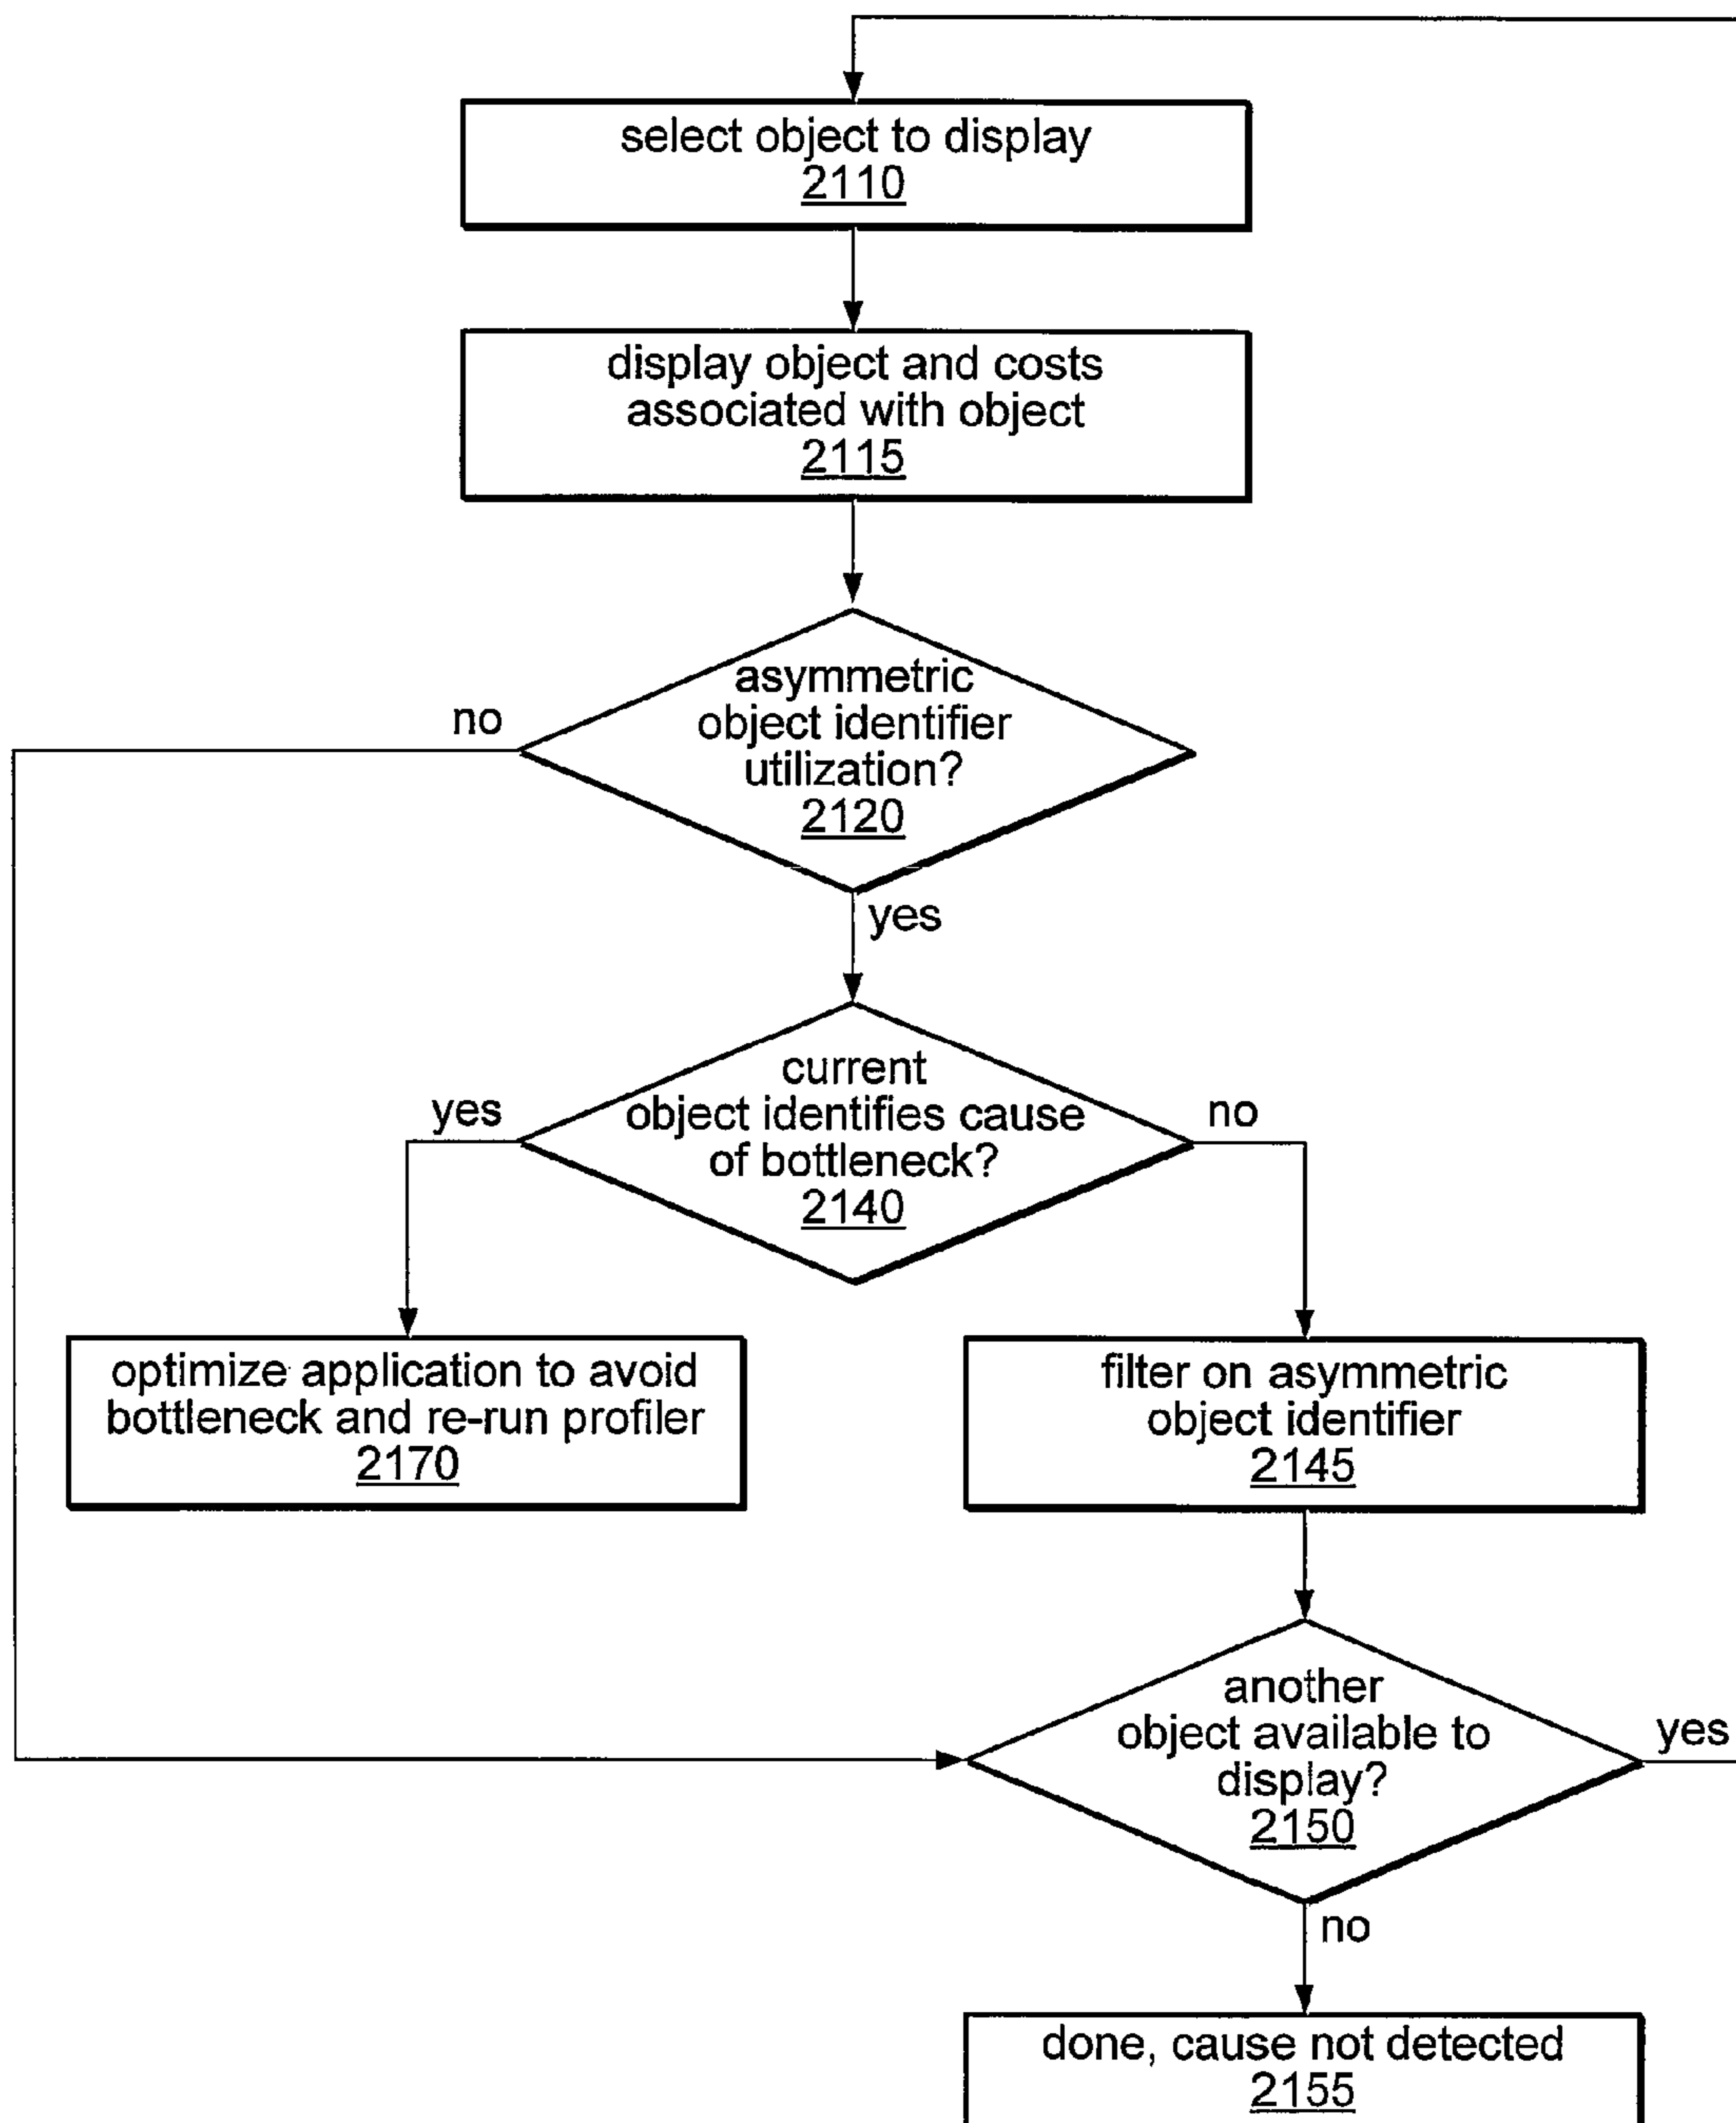 select object to display
2110
display object and costs
associated with object
2115
asymmetric
object identifier
utilization?
2120
no
yes
current
object identifies cause
of bottleneck?
2140
yes
no
optimize application to avoid
bottleneck and re-run profiler
2170
filter on asymmetric
object identifier
2145
another
object available to
display?
2150
yes
no
done, cause not detected
2155